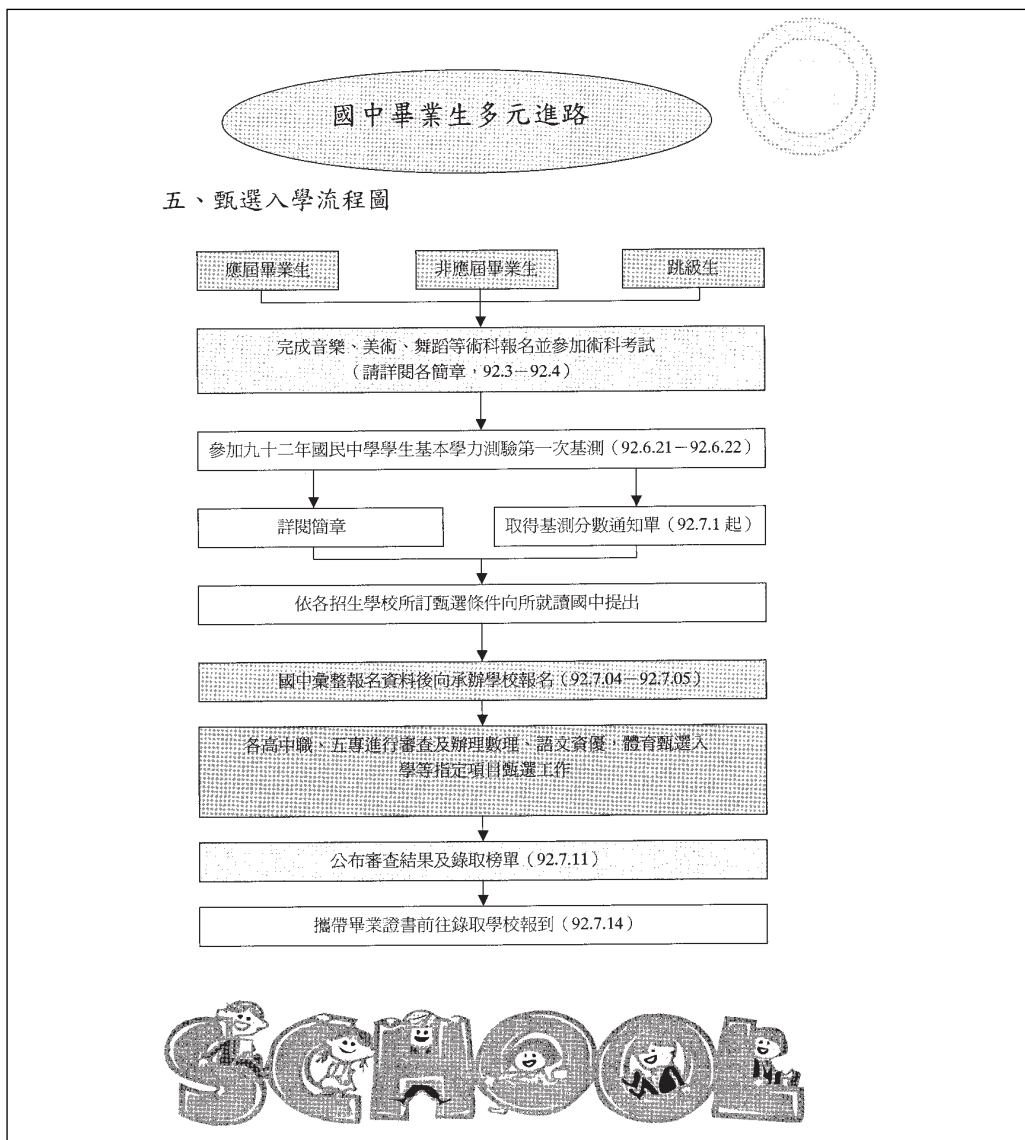 國中畢業生多元進路
五、甄選入學流程圖
應屆畢業生
非應屆畢業生
跳級生
完成音樂、美術、舞蹈等術科報名並參加術科考試
(請詳閱各簡章，92.3－92.4)
參加九十二年國民中學學生基本學力測驗第一次基測(92.6.21－92.6.22)
詳閱簡章
取得基測分數通知單(92.7.1 起)
依各招生學校所訂甄選條件向所就讀國中提出
國中彙整報名資料後向承辦學校報名(92.7.04－92.7.05)
各高中職、五專進行審查及辦理數理、語文資優，體育甄選入
學等指定項目甄選工作
公布審查結果及錄取榜單(92.7.11)
攜帶畢業證書前往錄取學校報到(92.7.14)
SCHOOL